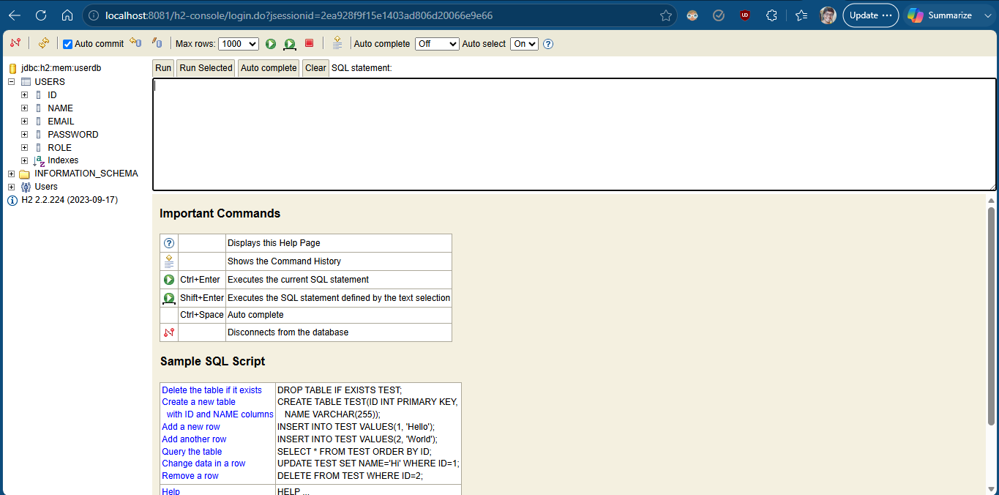 localhost:8081/h2-console/login.do?jsessionid=2ea928f9f15e1403ad806d20066e9e66
UD
Update
Summarize
Auto commit
Max rows: 1000
Auto complete Off
Auto select On
jdbc:h2:mem:userdb
USERS
ID
NAME
EMAIL
PASSWORD
ROLE
Indexes
INFORMATION_SCHEMA
Users
H2 2.2.224 (2023-09-17)
Run Run Selected Auto complete Clear SQL statement:
Important Commands
Displays this Help Page
Shows the Command History
Ctrl+Enter Executes the current SQL statement
Shift+Enter Executes the SQL statement defined by the text selection
Ctrl+Space Auto complete
Disconnects from the database
Sample SQL Script
Delete the table if it exists DROP TABLE IF EXISTS TEST;
Create a new table CREATE TABLE TEST(ID INT PRIMARY KEY,
with ID and NAME columns NAME VARCHAR(255));
Add a new row INSERT INTO TEST VALUES(1, 'Hello');
Add another row INSERT INTO TEST VALUES(2, 'World');
Query the table SELECT * FROM TEST ORDER BY ID;
Change data in a row UPDATE TEST SET NAME='Hi' WHERE ID=1;
Remove a row DELETE FROM TEST WHERE ID=2;
Help HELP ...